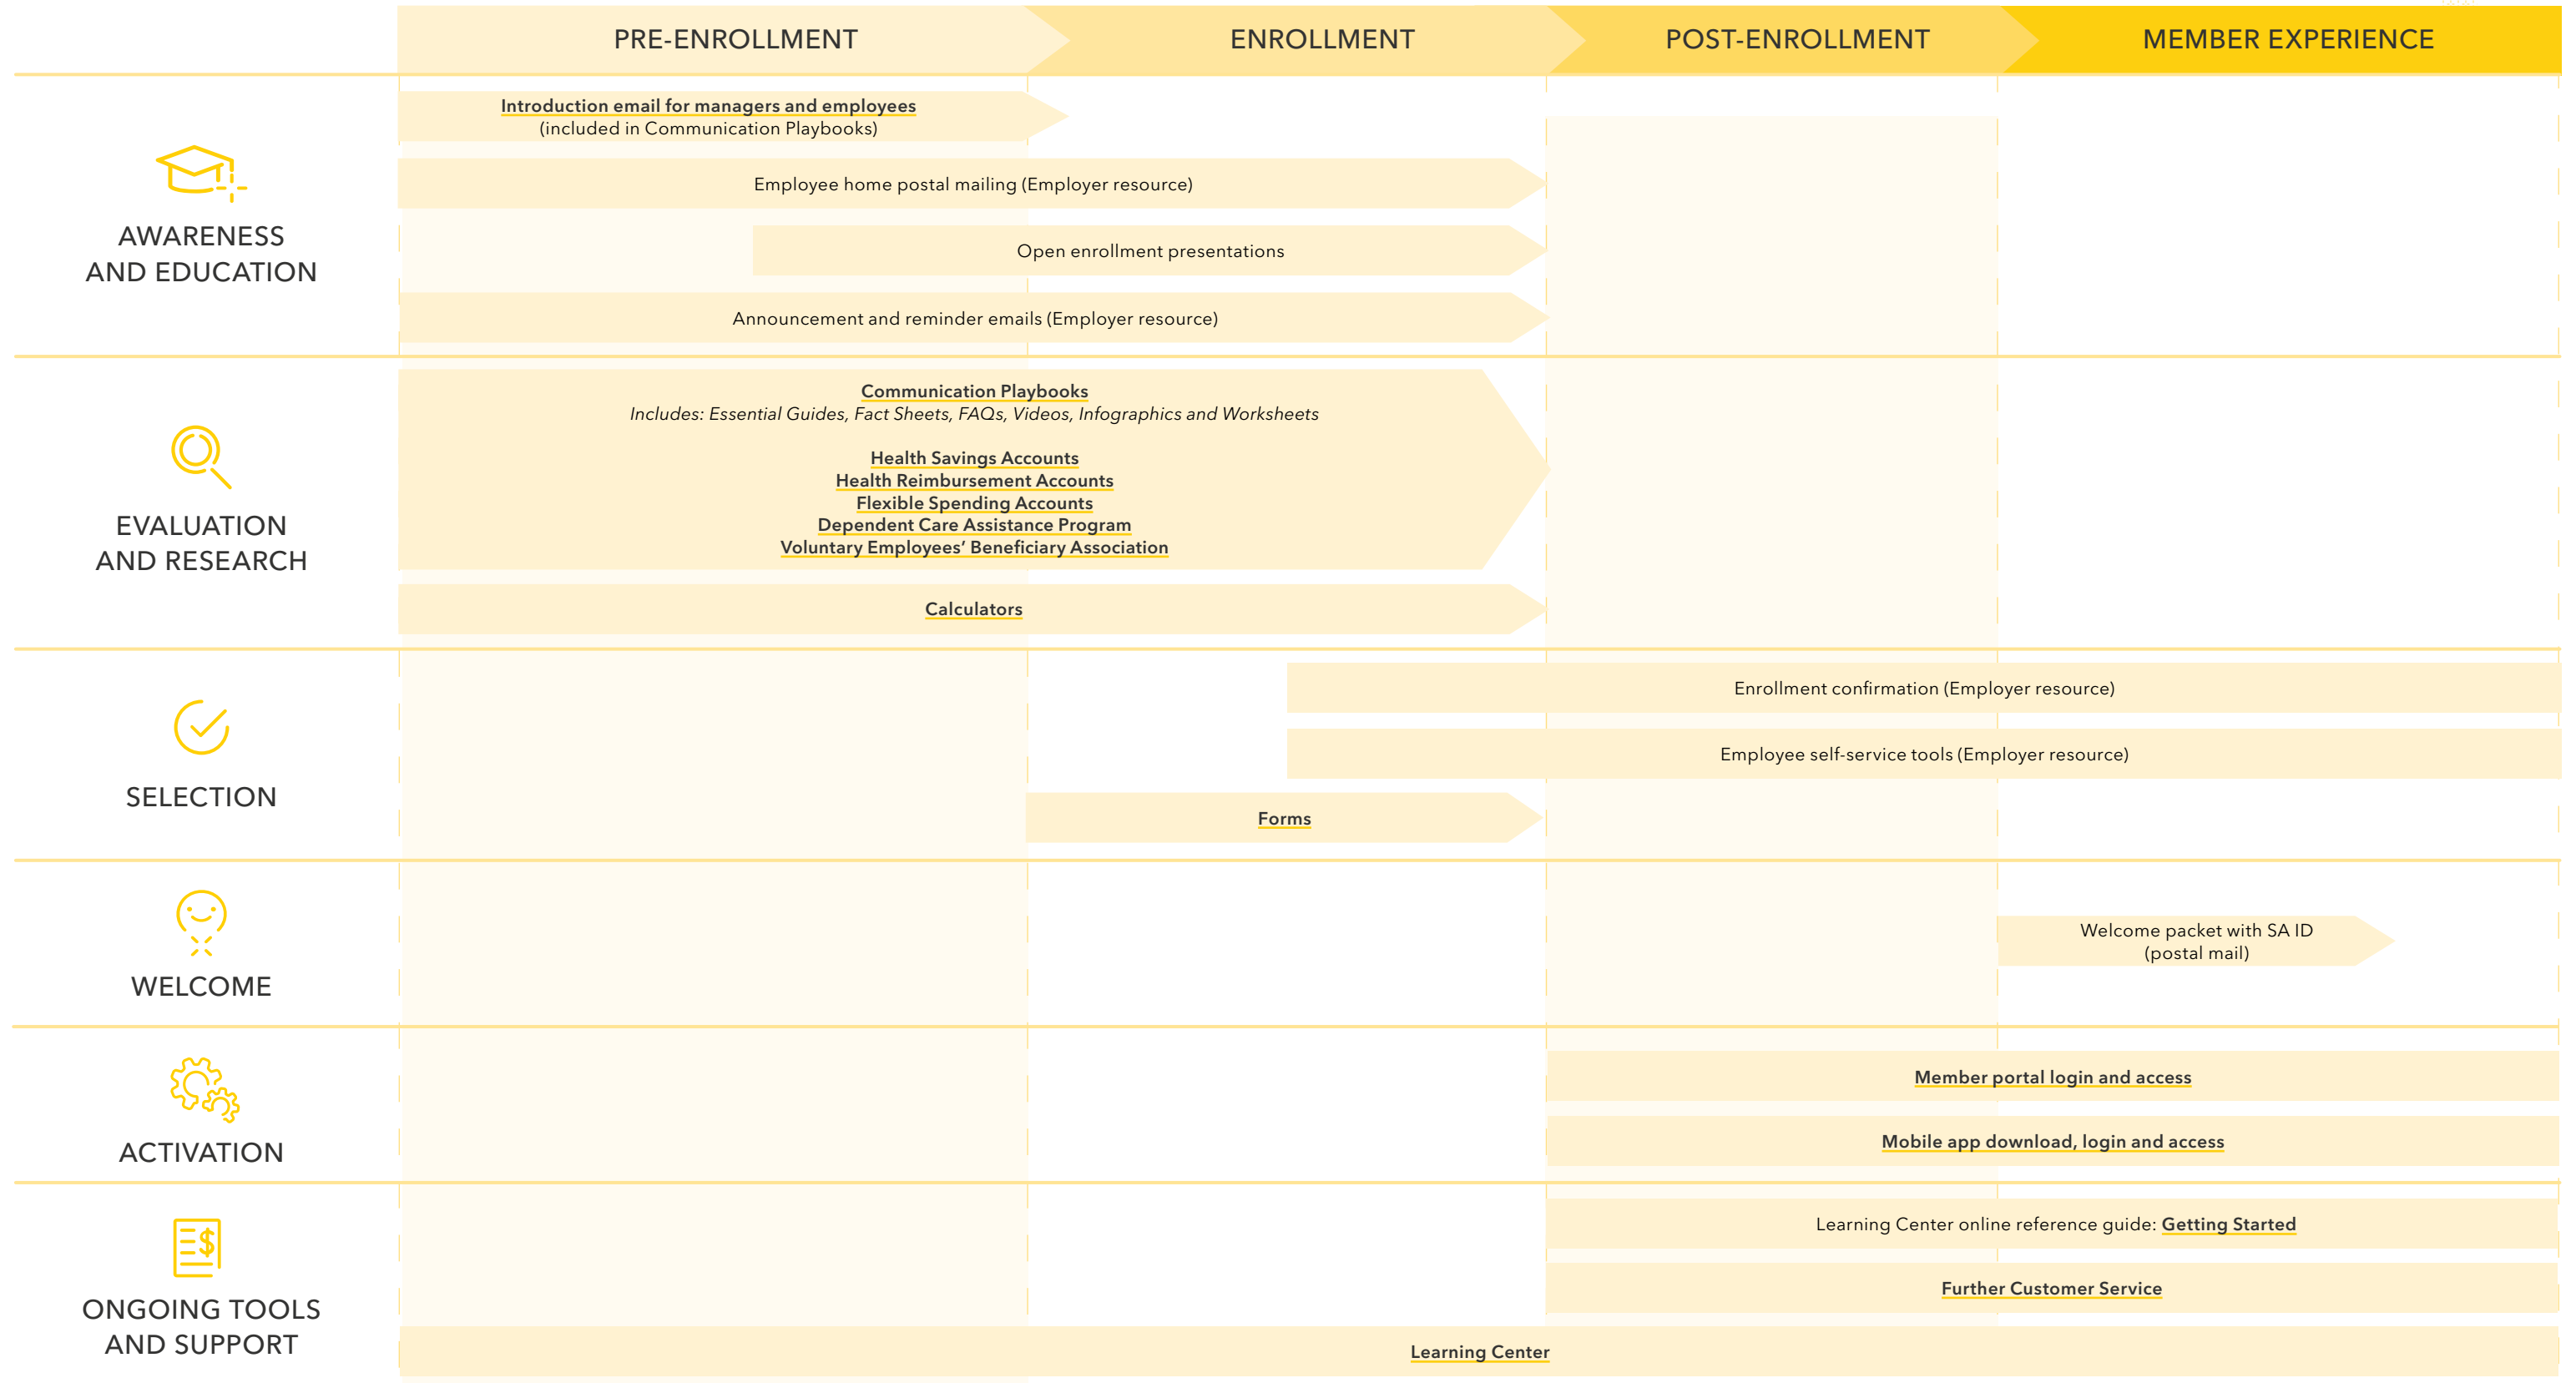 PRE-ENROLLMENT
ENROLLMENT
POST-ENROLLMENT
MEMBER EXPERIENCE
AWARENESS
AND EDUCATION
Introduction email for managers and employees
(included in Communication Playbooks)
Employee home postal mailing (Employer resource)
Open enrollment presentations
Announcement and reminder emails (Employer resource)
EVALUATION
AND RESEARCH
Communication Playbooks
Includes: Essential Guides, Fact Sheets, FAQs, Videos, Infographics and Worksheets
Health Savings Accounts
Health Reimbursement Accounts
Flexible Spending Accounts
Dependent Care Assistance Program
Voluntary Employees’ Beneficiary Association
Calculators
SELECTION
Enrollment confirmation (Employer resource)
Employee self-service tools (Employer resource)
Forms
WELCOME
Welcome packet with SA ID
(postal mail)
ACTIVATION
Member portal login and access
Mobile app download, login and access
ONGOING TOOLS
AND SUPPORT
Learning Center online reference guide: Getting Started
Further Customer Service
Learning Center